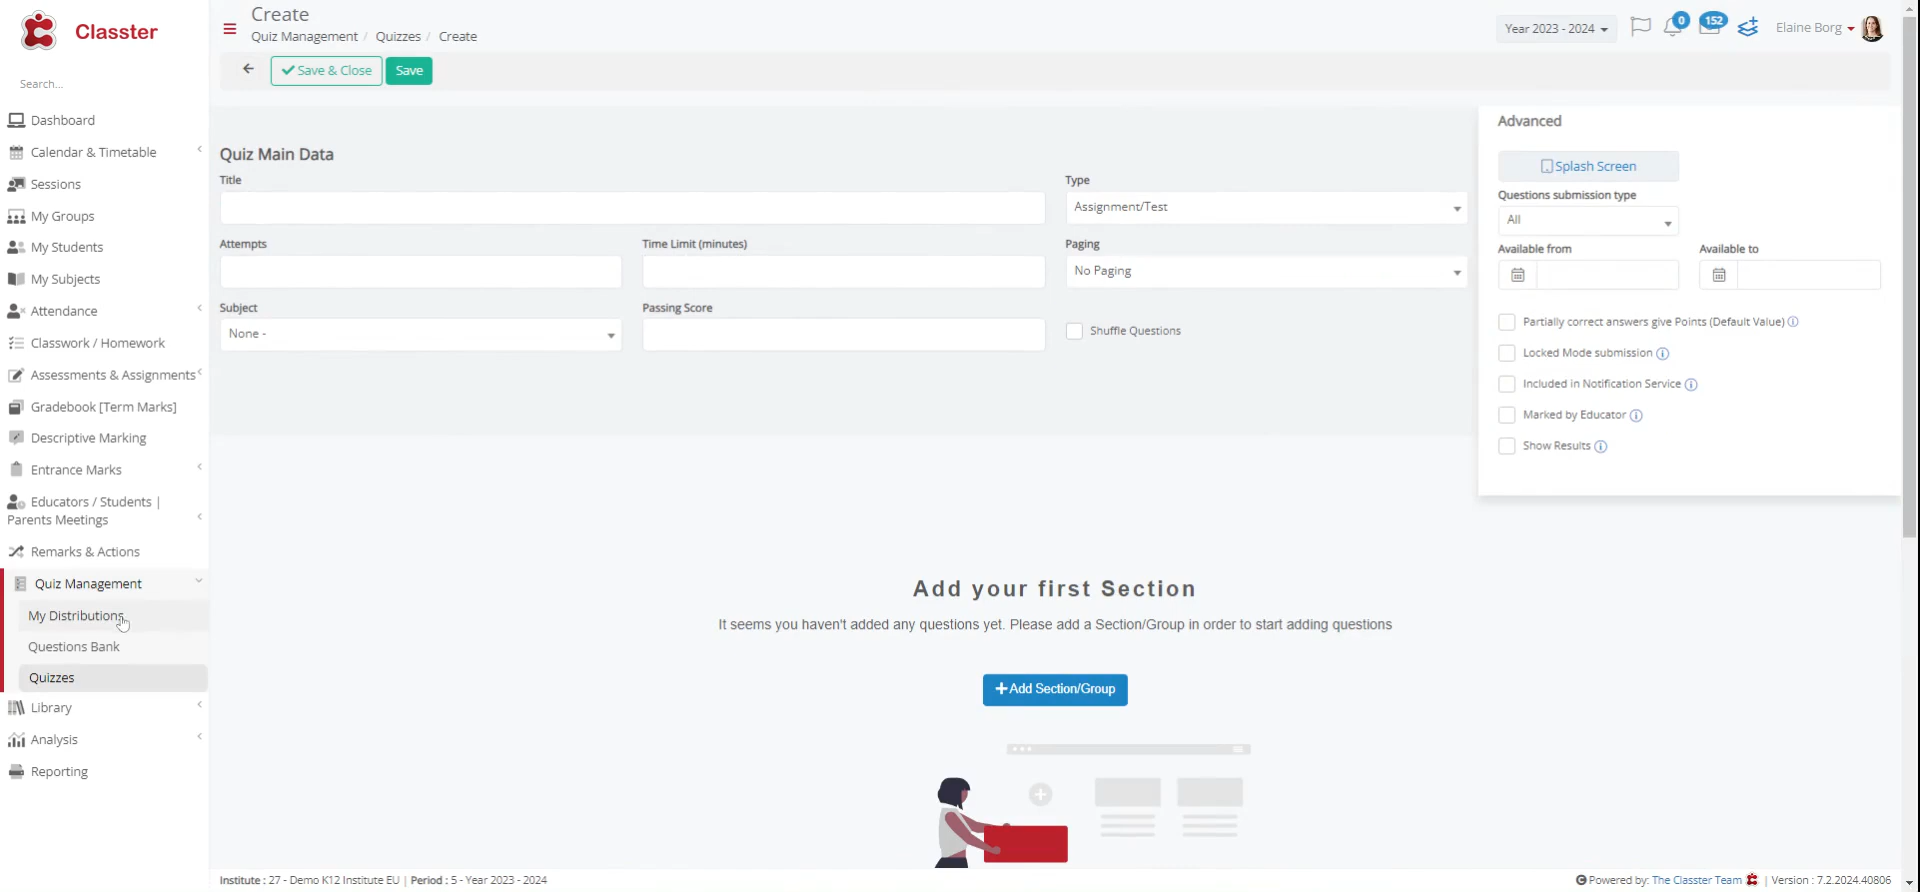 Classter
Search...
Dashboard
Calendar & Timetable
Sessions
My Groups
My Students
My Subjects
Attendance
Classwork / Homework
Assessments & Assignments
Gradebook [Term Marks]
Descriptive Marking
Entrance Marks
Educators / Students |
Parents Meetings
Remarks & Actions
Quiz Management
My Distributions
Questions Bank
Quizzes
Library
Analysis
Reporting
Create
Quiz Management / Quizzes / Create
Year 2023 - 2024
0
152
Elaine Borg
Save & Close
Save
Quiz Main Data
Title
Type
Assignment/Test
Attempts
Time Limit (minutes)
Paging
No Paging
Subject
None -
Passing Score
Shuffle Questions
Advanced
Splash Screen
Questions submission type
All
Available from
Available to
Partially correct answers give Points (Default Value)
Locked Mode submission
Included in Notification Service
Marked by Educator
Show Results
Add your first Section
It seems you haven't added any questions yet. Please add a Section/Group in order to start adding questions
+Add Section/Group
Institute : 27 - Demo K12 Institute EU | Period : 5 - Year 2023 - 2024
Powered by: The Classter Team | Version : 7.2.2024.40806